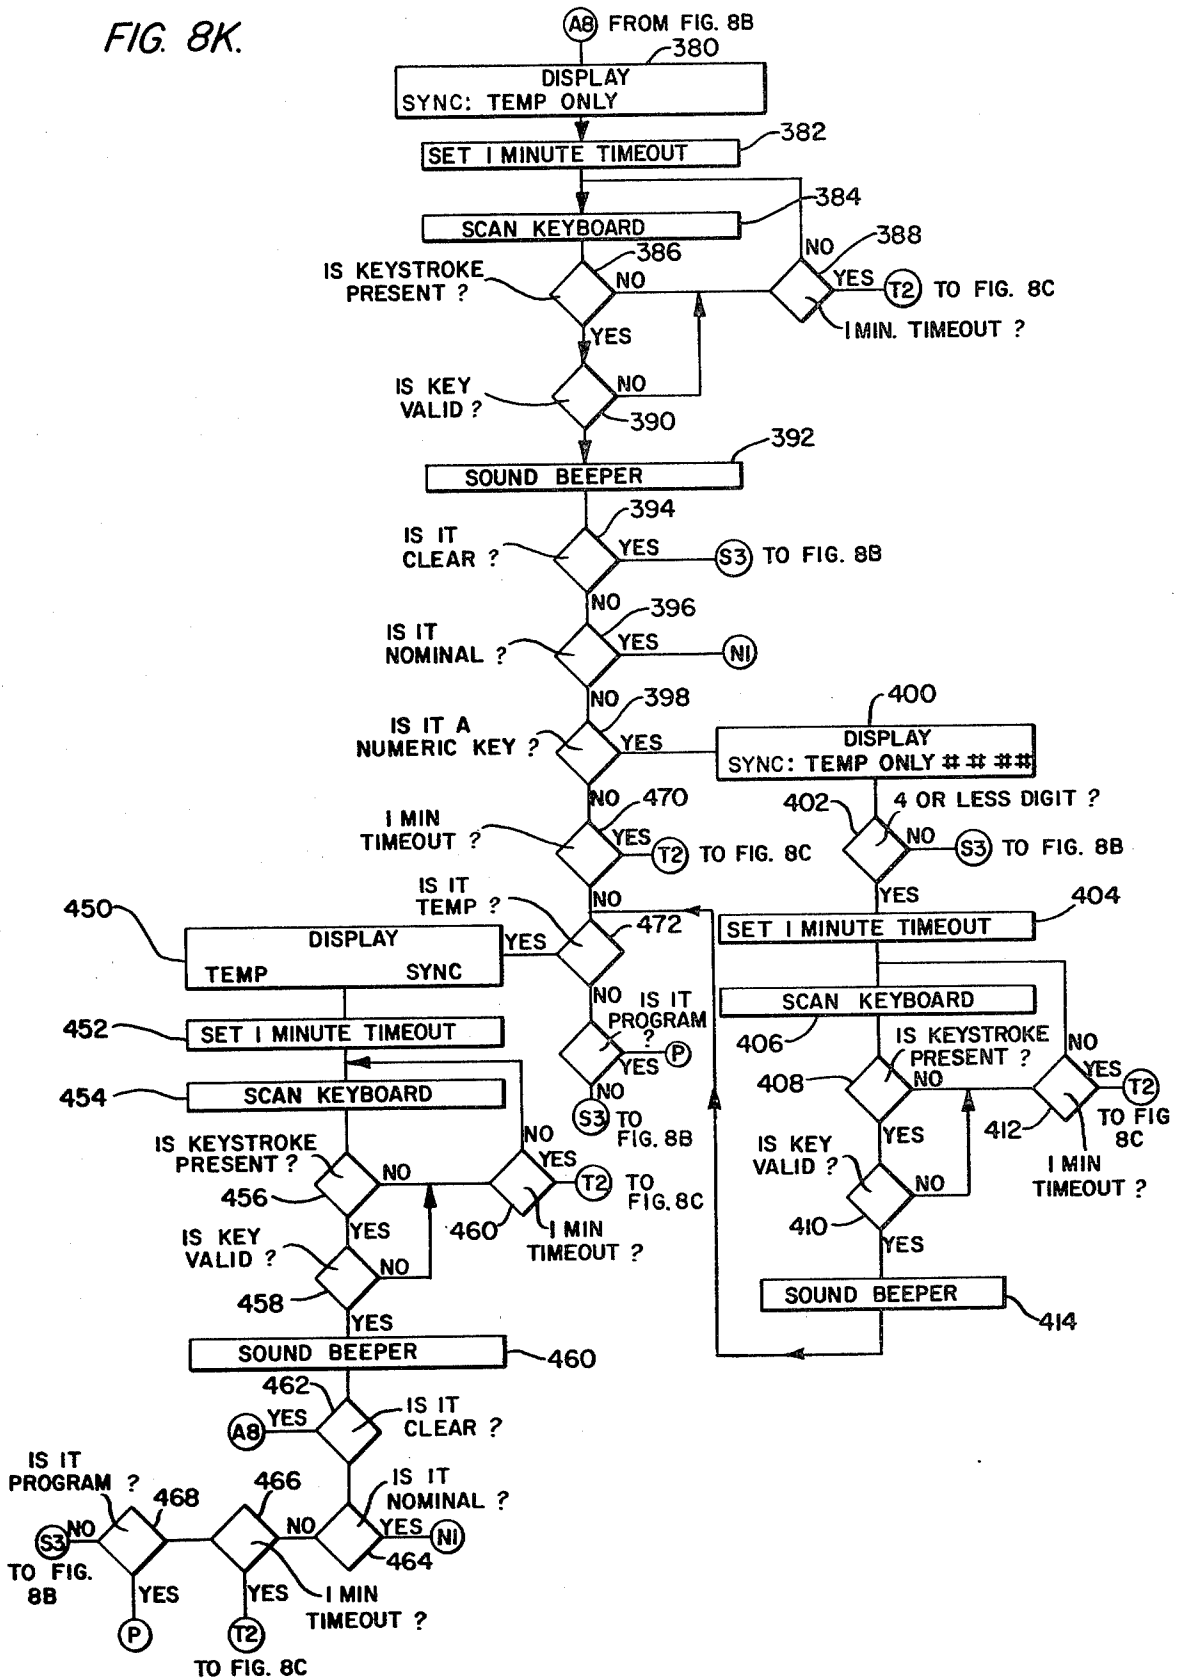 FIG. 8K.
A8 FROM FIG. 8B
380
DISPLAY
SYNC: TEMP ONLY
382
SET 1 MINUTE TIMEOUT
384
SCAN KEYBOARD
386
388
IS KEYSTROKE
PRESENT ?
NO
NO
YES
T2 TO FIG. 8C
1 MIN. TIMEOUT ?
YES
IS KEY
VALID ?
NO
390
392
SOUND BEEPER
394
IS IT
CLEAR ?
YES
S3 TO FIG. 8B
NO
396
IS IT
NOMINAL ?
YES
N1
NO
398
IS IT A
NUMERIC KEY ?
YES
400
DISPLAY
SYNC: TEMP ONLY # # # #
NO
470
1 MIN
TIMEOUT ?
YES
T2 TO FIG. 8C
402
4 OR LESS DIGIT ?
NO
S3 TO FIG. 8B
YES
NO
IS IT
TEMP ?
472
YES
404
SET 1 MINUTE TIMEOUT
450
DISPLAY
TEMP SYNC
NO
IS IT
PROGRAM
?
YES
P
NO
S3 TO
FIG. 8B
SCAN KEYBOARD
406
IS KEYSTROKE
PRESENT ?
408
NO
NO
YES
T2
TO FIG
8C
412
1 MIN
TIMEOUT ?
YES
IS KEY
VALID ?
NO
410
YES
SOUND BEEPER
414
452
SET 1 MINUTE TIMEOUT
454
SCAN KEYBOARD
IS KEYSTROKE
PRESENT ?
NO
456
NO
YES
T2 TO
FIG. 8C
460
1 MIN
TIMEOUT ?
YES
IS KEY
VALID ?
NO
458
YES
SOUND BEEPER
460
462
YES
A8
IS IT
CLEAR ?
IS IT
NOMINAL ?
YES
N1
464
NO
466
1 MIN
TIMEOUT ?
YES
T2
TO FIG. 8C
IS IT
PROGRAM ?
468
NO
S3
TO FIG.
8B
YES
P